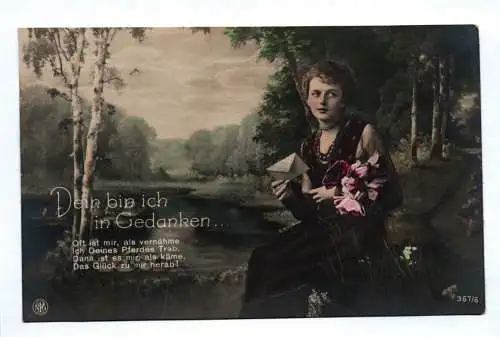 Dein bin ich
in Gedanken...
Oft ist mir, als vernähme
Ich Deines Pferdes Trab,
Dann ist es mir, als käme,
Das Glück zu mir herab!
367/6